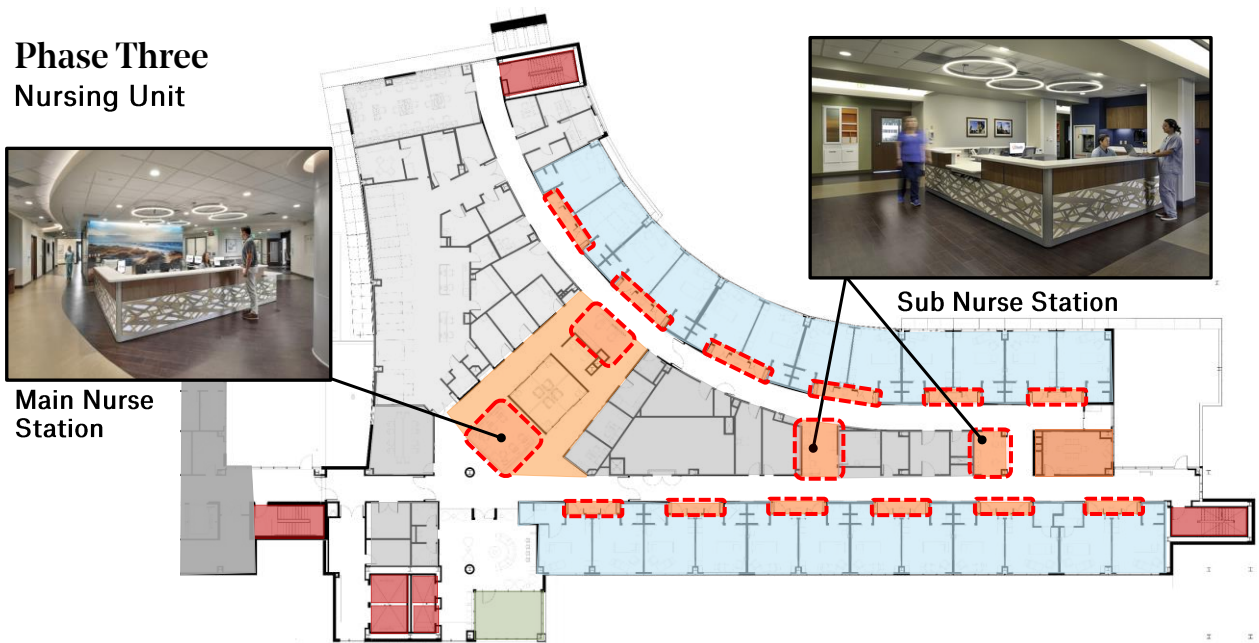 Phase Three
Nursing Unit
Main Nurse
Station
Sub Nurse Station